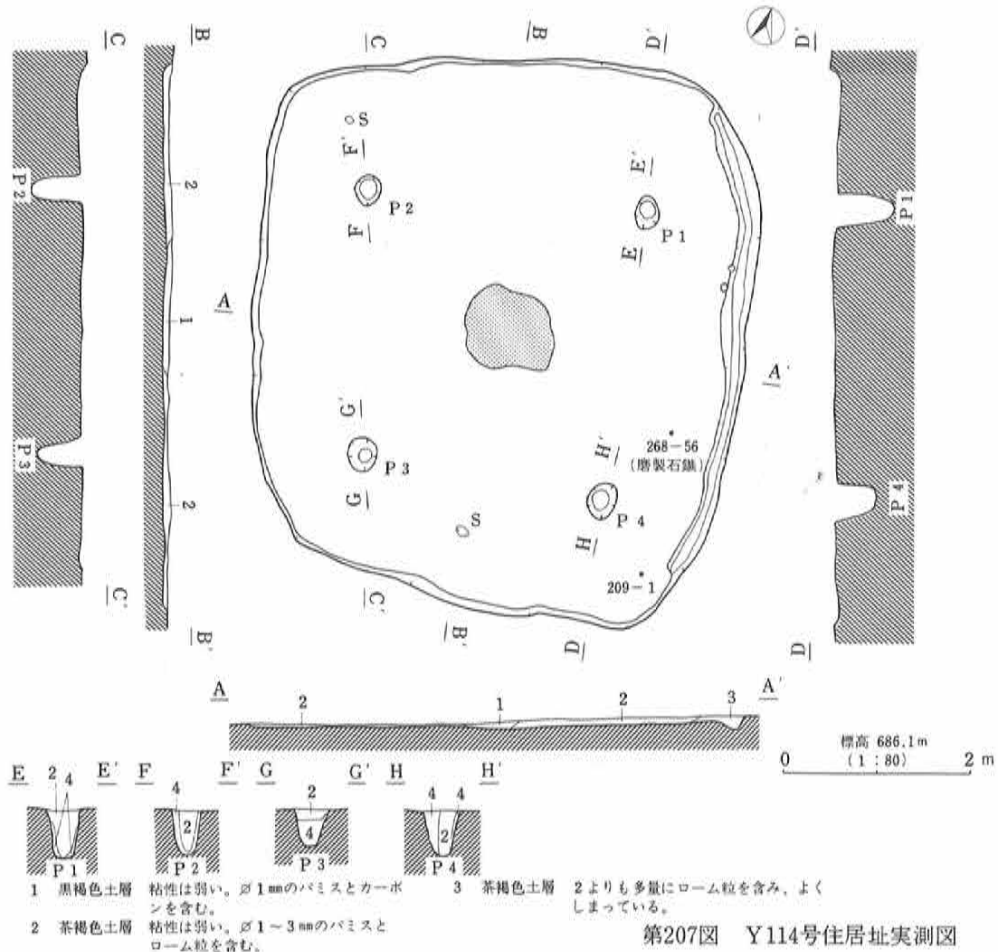 B
C
C
B
D'
D'
S
F'
E'
P2
2
P2
P1
P1
F
E
A
1
A'
G'
H'
268−56
(磨製石鏃)
P3
P3
P4
P4
G
2
S
H
209−1
C'
C'
B'
B'
D
D
A
2
1
2
3
A'
標高 686.1m
(1:80)
0
2m
E
2
4
E'
F
F'
G
G'
H
H'
4
2
2
4
4
4
2
P1
P2
P3
P4
1 黒褐色土層 粘性は弱い。∅1㎜のパミスとカーボ
ンを含む。
2 茶褐色土層 粘性は弱い。∅1~3㎜のパミスと
ローム粒を含む。
3 茶褐色土層 2よりも多量にローム粒を含み、よく
しまっている。
第207図 Y114号住居址実測図